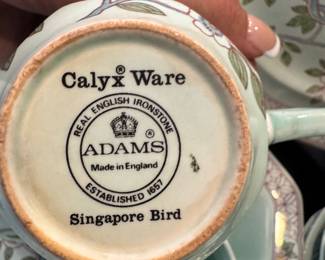 Calyx® Ware
REAL ENGLISH IRONSTONE
ADAMS ®
Made in England
ESTABLISHED 1657
Singapore Bird